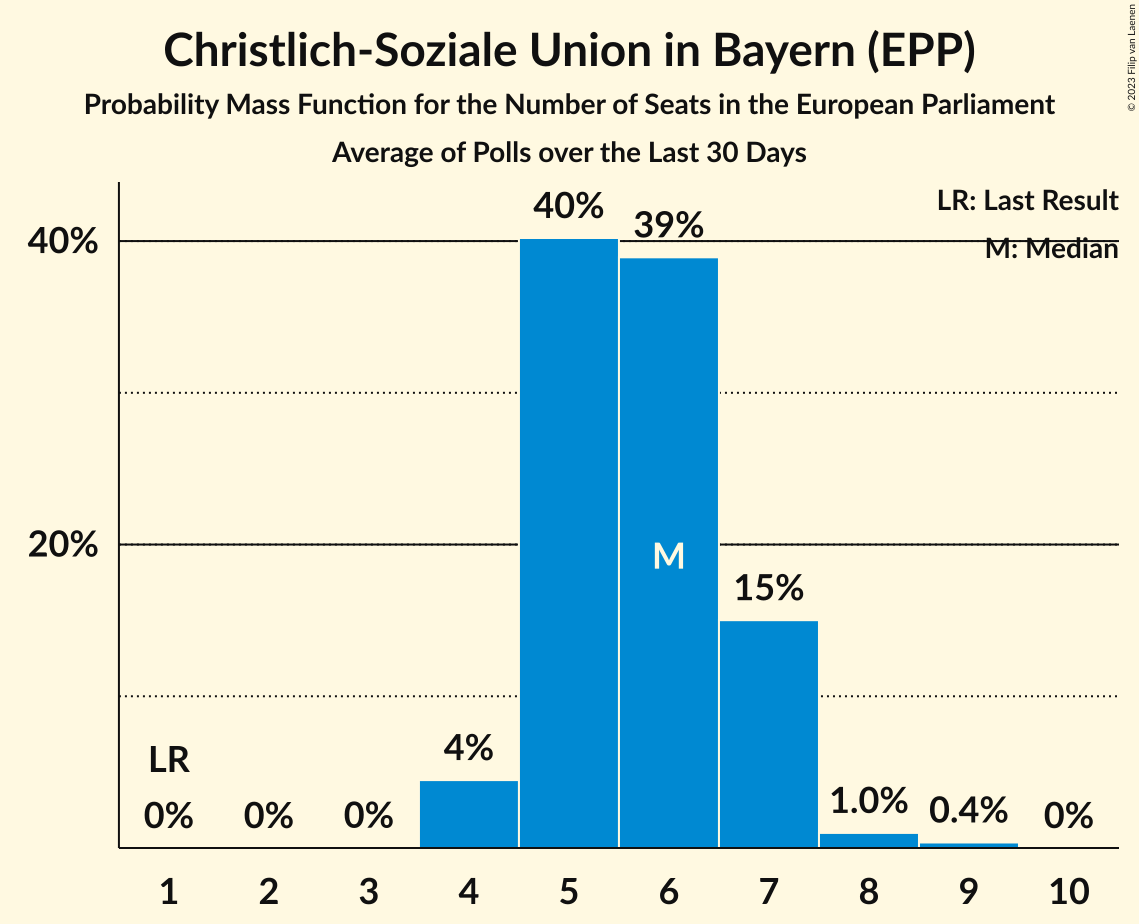 Christlich-Soziale Union in Bayern (EPP)
Probability Mass Function for the Number of Seats in the European Parliament
Average of Polls over the Last 30 Days
© 2023 Filip van Laenen
LR: Last Result
M: Median
40%
20%
LR
0%
0%
0%
4%
40%
39%
M
15%
1.0%
0.4%
0%
1 2 3 4 5 6 7 8 9 10